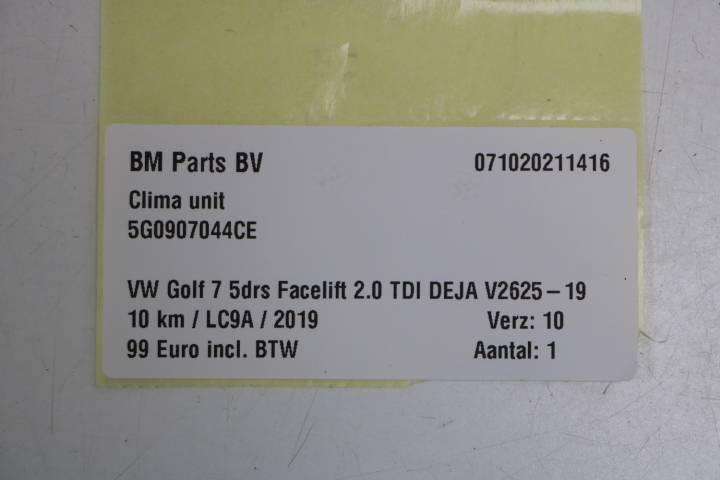 BM Parts BV 071020211416
Clima unit
5G0907044CE
VW Golf 7 5drs Facelift 2.0 TDI DEJA V2625-19
10 km / LC9A / 2019 Verz: 10
99 Euro incl. BTW Aantal: 1